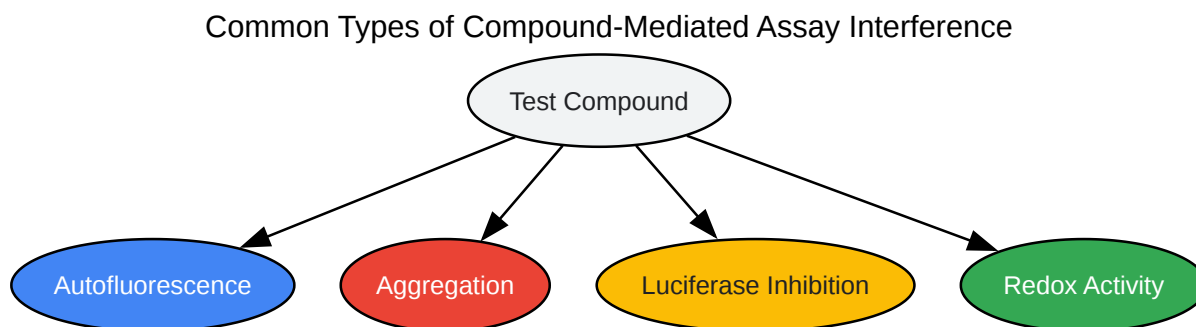 Common Types of Compound-Mediated Assay Interference
Test Compound
Autofluorescence
Aggregation
Luciferase Inhibition
Redox Activity